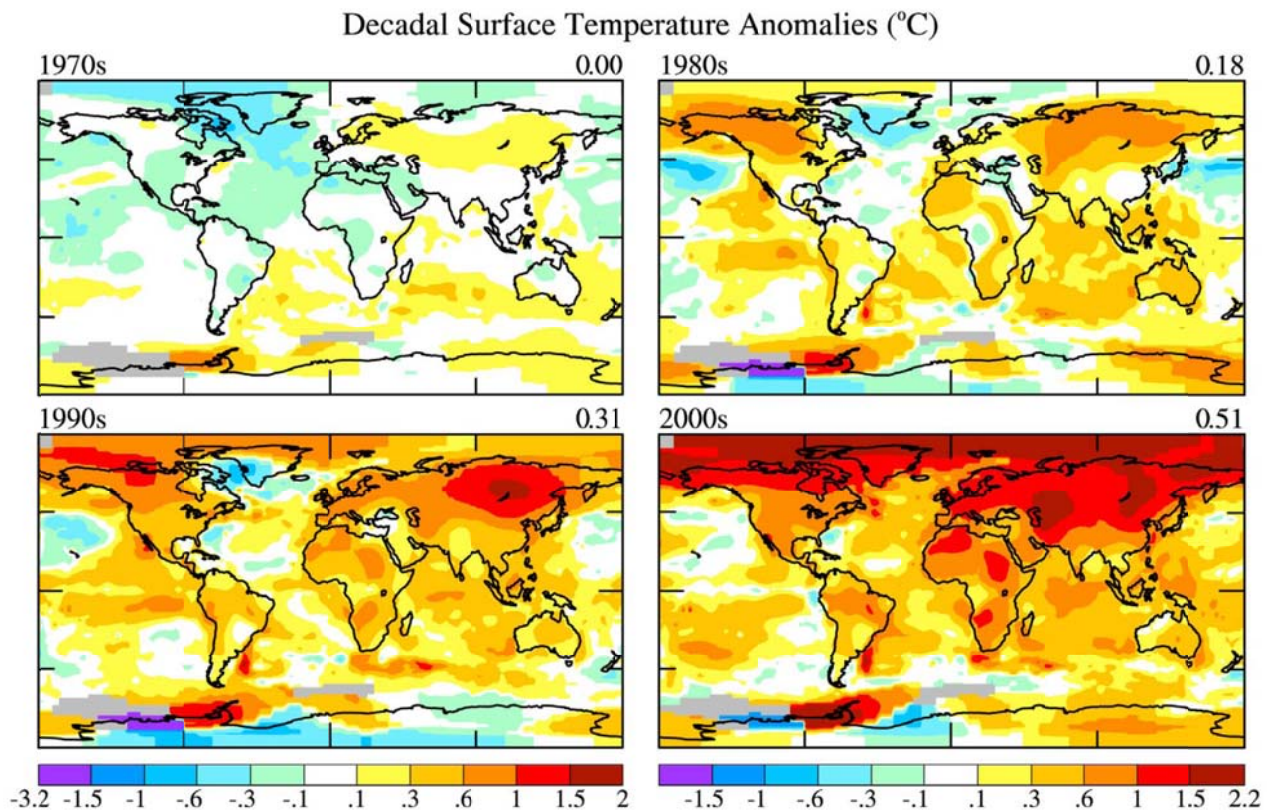 Decadal Surface Temperature Anomalies (°C)
1970s 0.00
1980s 0.18
1990s 0.31
2000s 0.51
-3.2 -1.5 -1 -.6 -.3 -.1 .1 .3 .6 1 1.5 2
-1.5 -1 -.6 -.3 -.1 .1 .3 .6 1 1.5 2.2